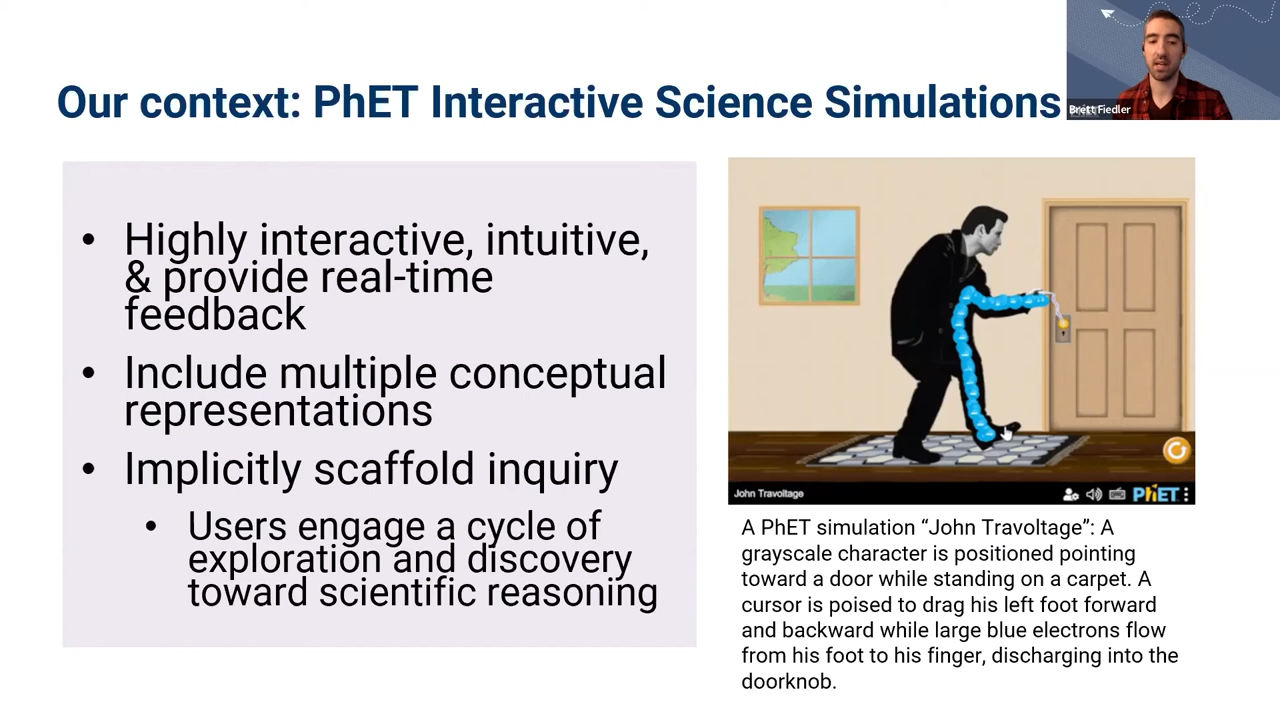 Our context: PhET Interactive Science Simulations
Brett Fiedler
• Highly interactive, intuitive,
& provide real-time
feedback
• Include multiple conceptual
representations
• Implicitly scaffold inquiry
• Users engage a cycle of
exploration and discovery
toward scientific reasoning
John Travoltage
PhET
A PhET simulation “John Travoltage”: A
grayscale character is positioned pointing
toward a door while standing on a carpet. A
cursor is poised to drag his left foot forward
and backward while large blue electrons flow
from his foot to his finger, discharging into the
doorknob.